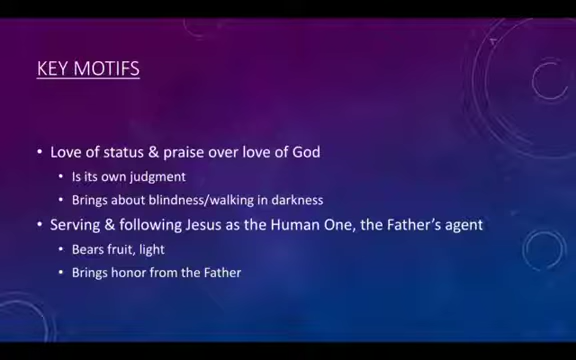 KEY MOTIFS
• Love of status & praise over love of God
• Is its own judgment
• Brings about blindness/walking in darkness
• Serving & following Jesus as the Human One, the Father's agent
• Bears fruit, light
• Brings honor from the Father